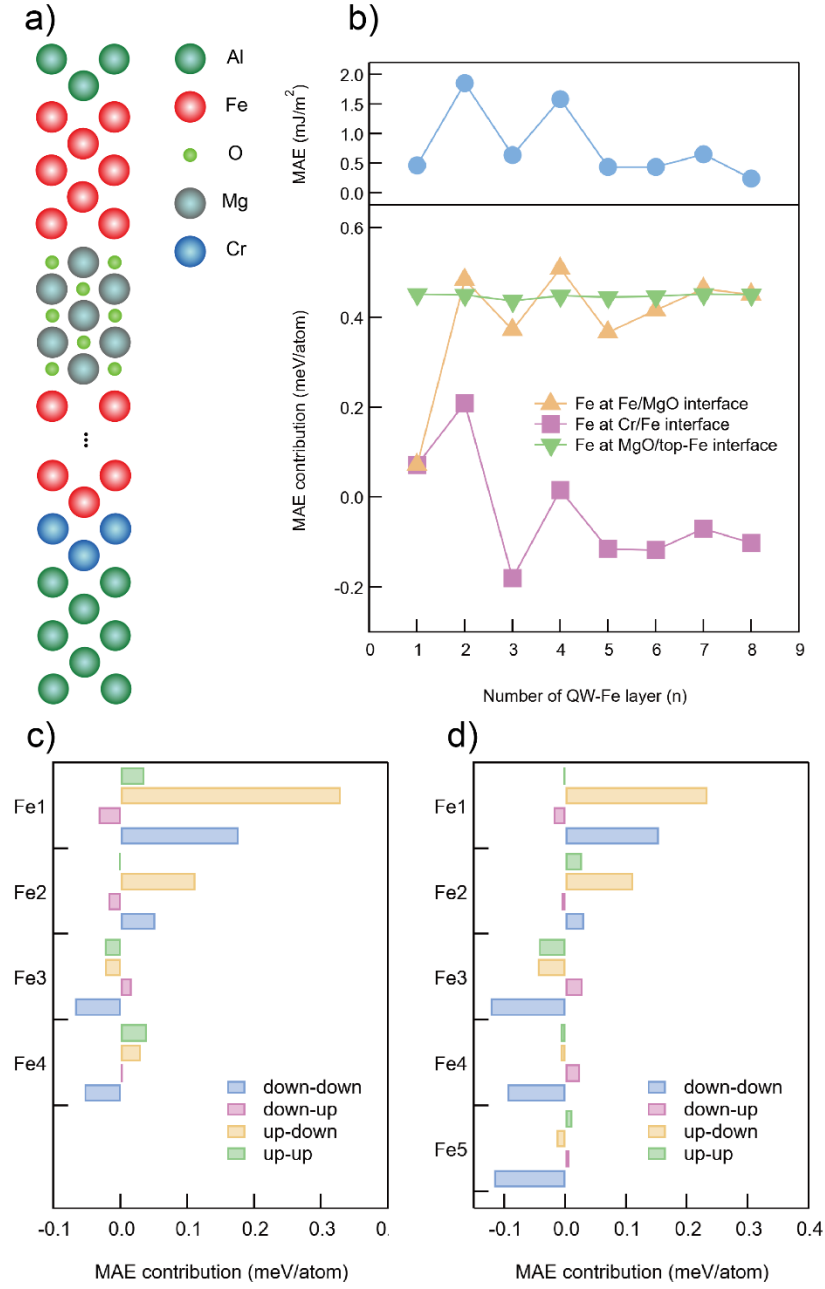 a)
Al
Fe
O
Mg
Cr
b)
MAE (mJ/m²)
2.0
1.5
1.0
0.5
0.0
MAE contribution (meV/atom)
0.6
0.4
0.2
0.0
-0.2
Fe at Fe/MgO interface
Fe at Cr/Fe interface
Fe at MgO/top-Fe interface
0 1 2 3 4 5 6 7 8 9
Number of QW-Fe layer (n)
c)
Fe1
Fe2
Fe3
Fe4
down-down
down-up
up-down
up-up
-0.1 0.0 0.1 0.2 0.3 0.
MAE contribution (meV/atom)
d)
Fe1
Fe2
Fe3
Fe4
Fe5
down-down
down-up
up-down
up-up
-0.1 0.0 0.1 0.2 0.3 0.4
MAE contribution (meV/atom)